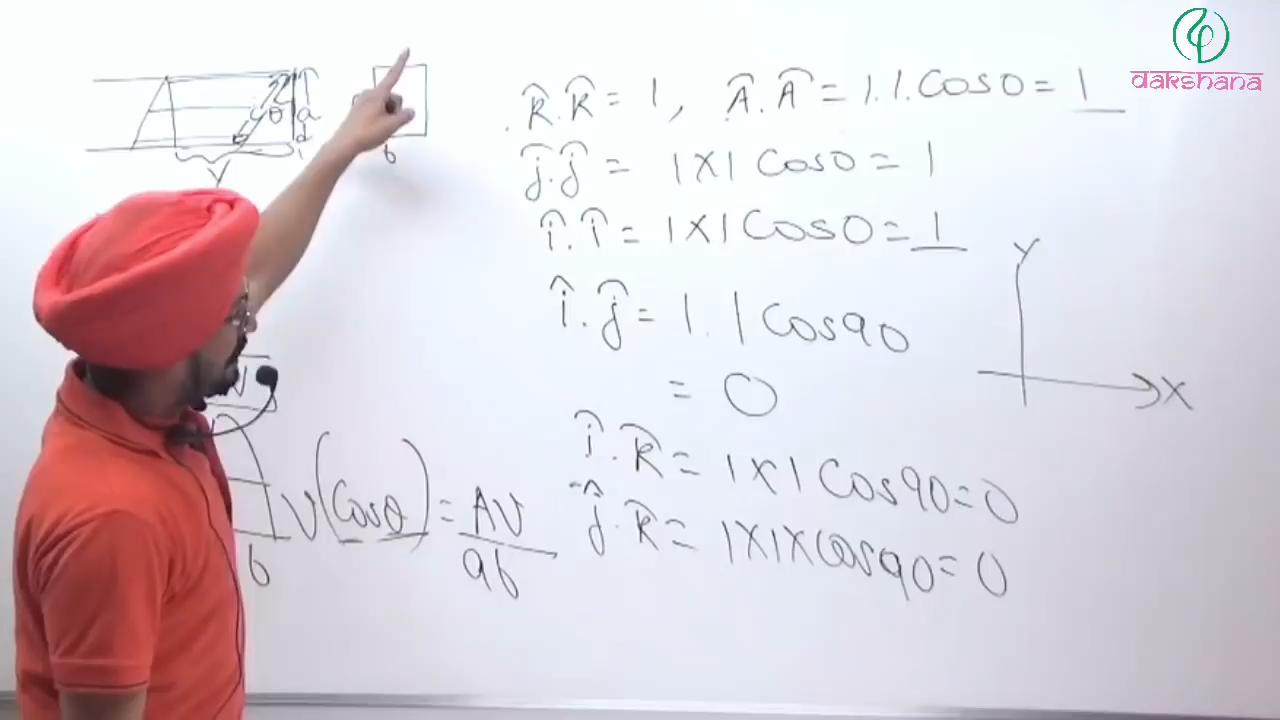 dakshana
k̂.k̂ = 1, Â.Â = 1.1.Cos0 = 1
ĵ.ĵ = 1×1 Cos0 = 1
î.î = 1×1 Cos0 = 1
î.ĵ = 1.1 Cos90
= 0
î.k̂ = 1×1 Cos90 = 0
ĵ.k̂ = 1×1×Cos90 = 0
θ
a
V
b
Y
X
V(Cosθ) = AV
ab
b